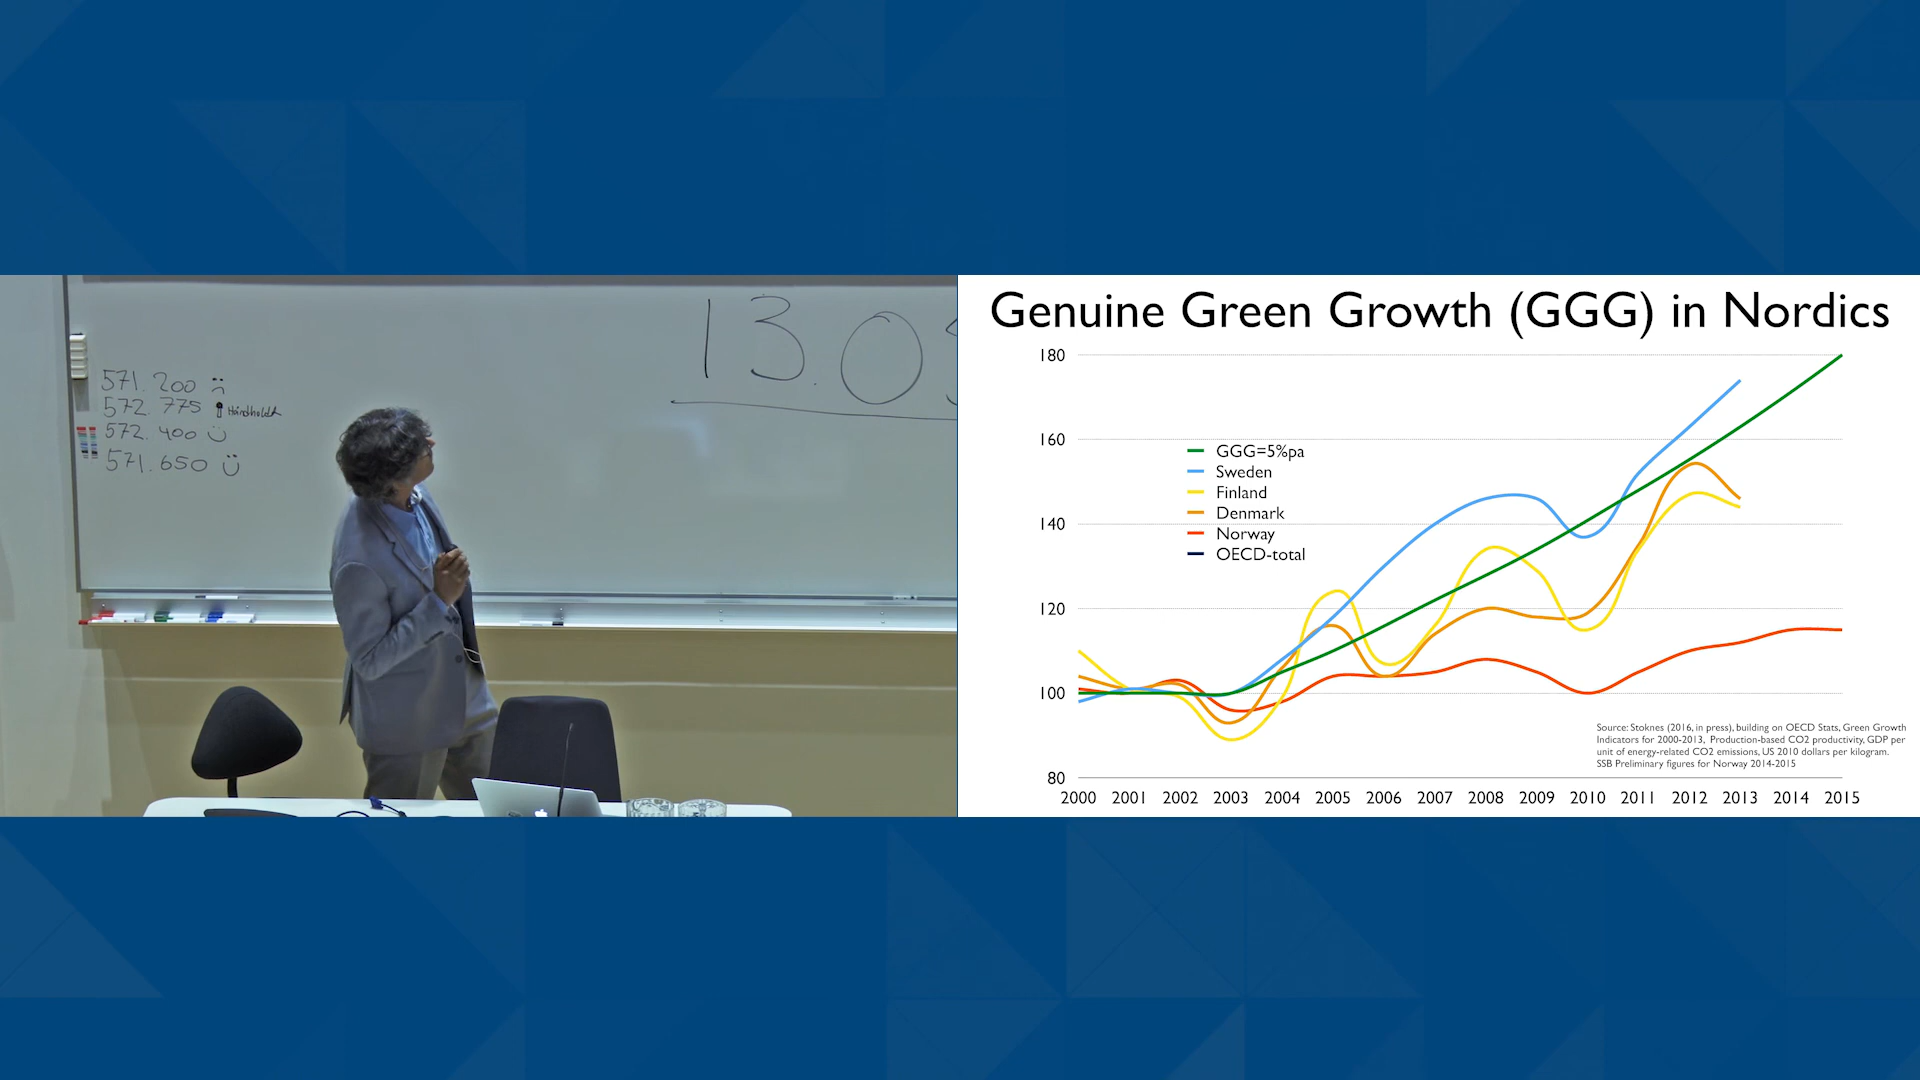 571.200
572.775 Håndholdt
572.400
571.650
13.0
Genuine Green Growth (GGG) in Nordics
180
160
140
120
100
80
GGG=5%pa
Sweden
Finland
Denmark
Norway
OECD-total
Source: Stoknes (2016, in press), building on OECD Stats, Green Growth
Indicators for 2000-2013, Production-based CO2 productivity, GDP per
unit of energy-related CO2 emissions, US 2010 dollars per kilogram.
SSB Preliminary figures for Norway 2014-2015
2000 2001 2002 2003 2004 2005 2006 2007 2008 2009 2010 2011 2012 2013 2014 2015